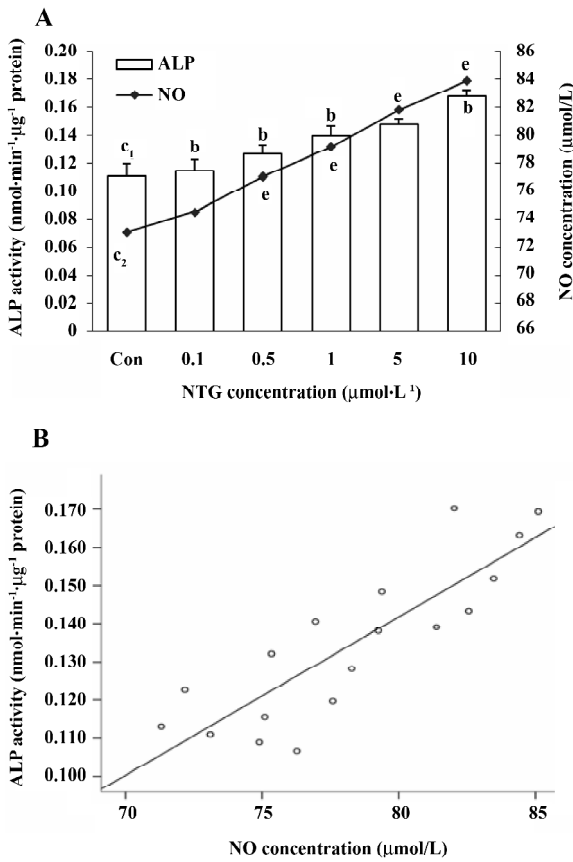 A
ALP activity (nmol·min⁻¹·µg⁻¹ protein)
0.20
0.18
0.16
0.14
0.12
0.10
0.08
0.06
0.04
0.02
0
ALP
NO
c₁
b
b
b
e
e
b
c₂
e
e
86
84
82
80
78
76
74
72
70
68
66
NO concentration (µmol/L)
Con 0.1 0.5 1 5 10
NTG concentration (µmol·L⁻¹)
B
ALP activity (nmol·min⁻¹·µg⁻¹ protein)
0.170
0.160
0.150
0.140
0.130
0.120
0.110
0.100
70 75 80 85
NO concentration (µmol/L)